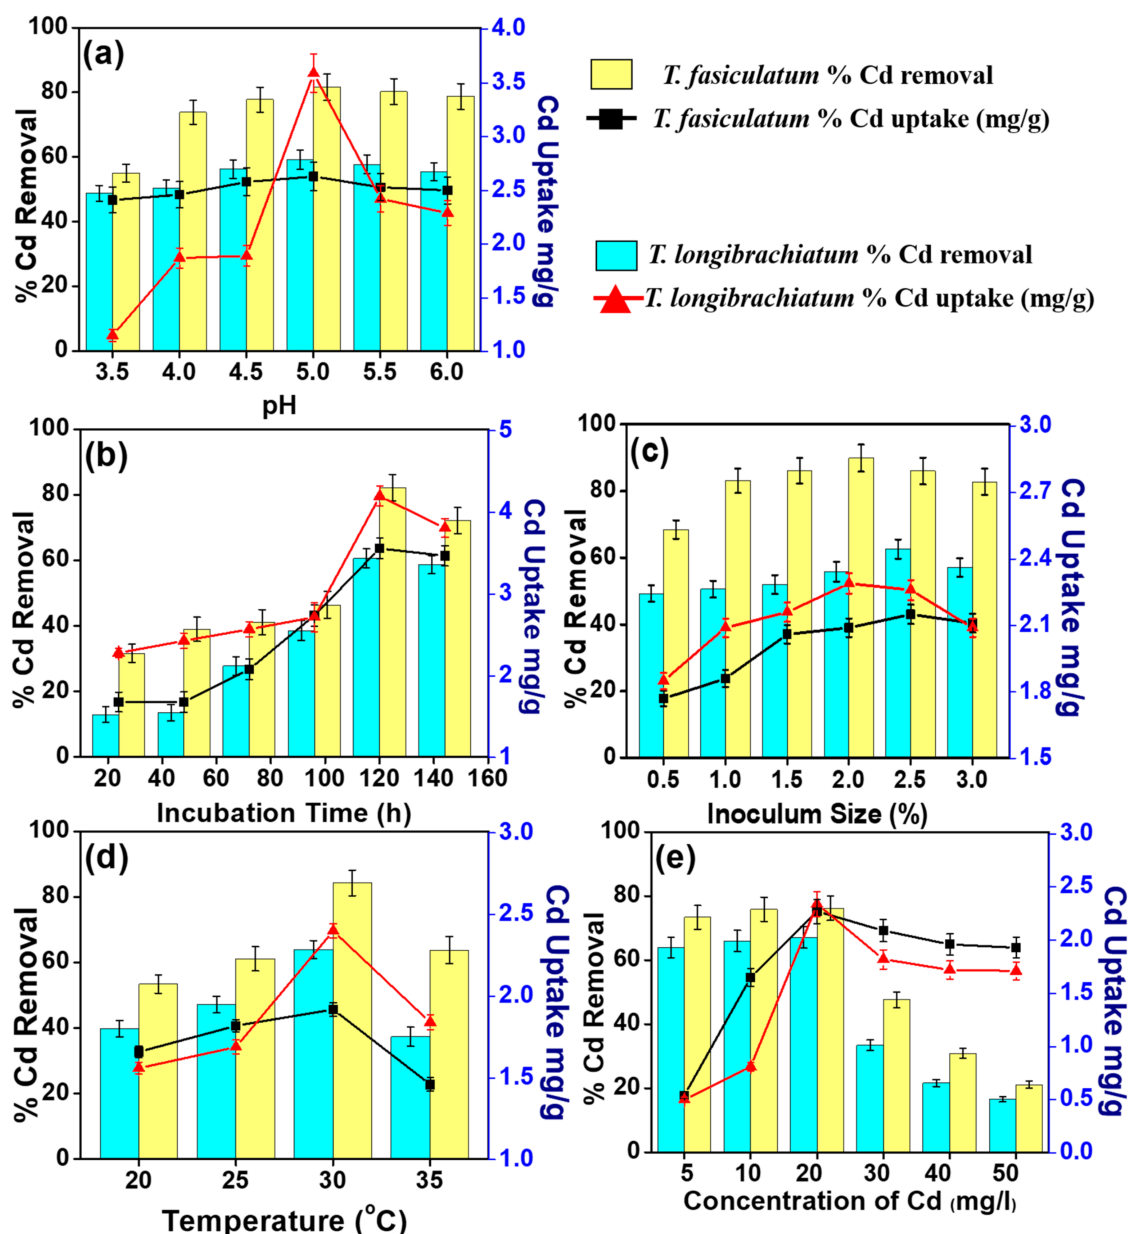 (a)
100
80
60
40
20
0
% Cd Removal
4.0
3.5
3.0
2.5
2.0
1.5
1.0
Cd Uptake mg/g
3.5 4.0 4.5 5.0 5.5 6.0
pH
T. fasiculatum % Cd removal
T. fasiculatum % Cd uptake (mg/g)
T. longibrachiatum % Cd removal
T. longibrachiatum % Cd uptake (mg/g)
(b)
100
80
60
40
20
0
% Cd Removal
5
4
3
2
1
Cd Uptake mg/g
20 40 60 80 100 120 140 160
Incubation Time (h)
(c)
100
80
60
40
20
0
% Cd Removal
3.0
2.7
2.4
2.1
1.8
1.5
Cd Uptake mg/g
0.5 1.0 1.5 2.0 2.5 3.0
Inoculum Size (%)
(d)
100
80
60
40
20
0
% Cd Removal
3.0
2.5
2.0
1.5
1.0
Cd Uptake mg/g
20 25 30 35
Temperature (°C)
(e)
100
80
60
40
20
0
% Cd Removal
3.0
2.5
2.0
1.5
1.0
0.5
0.0
Cd Uptake mg/g
5 10 20 30 40 50
Concentration of Cd (mg/l)